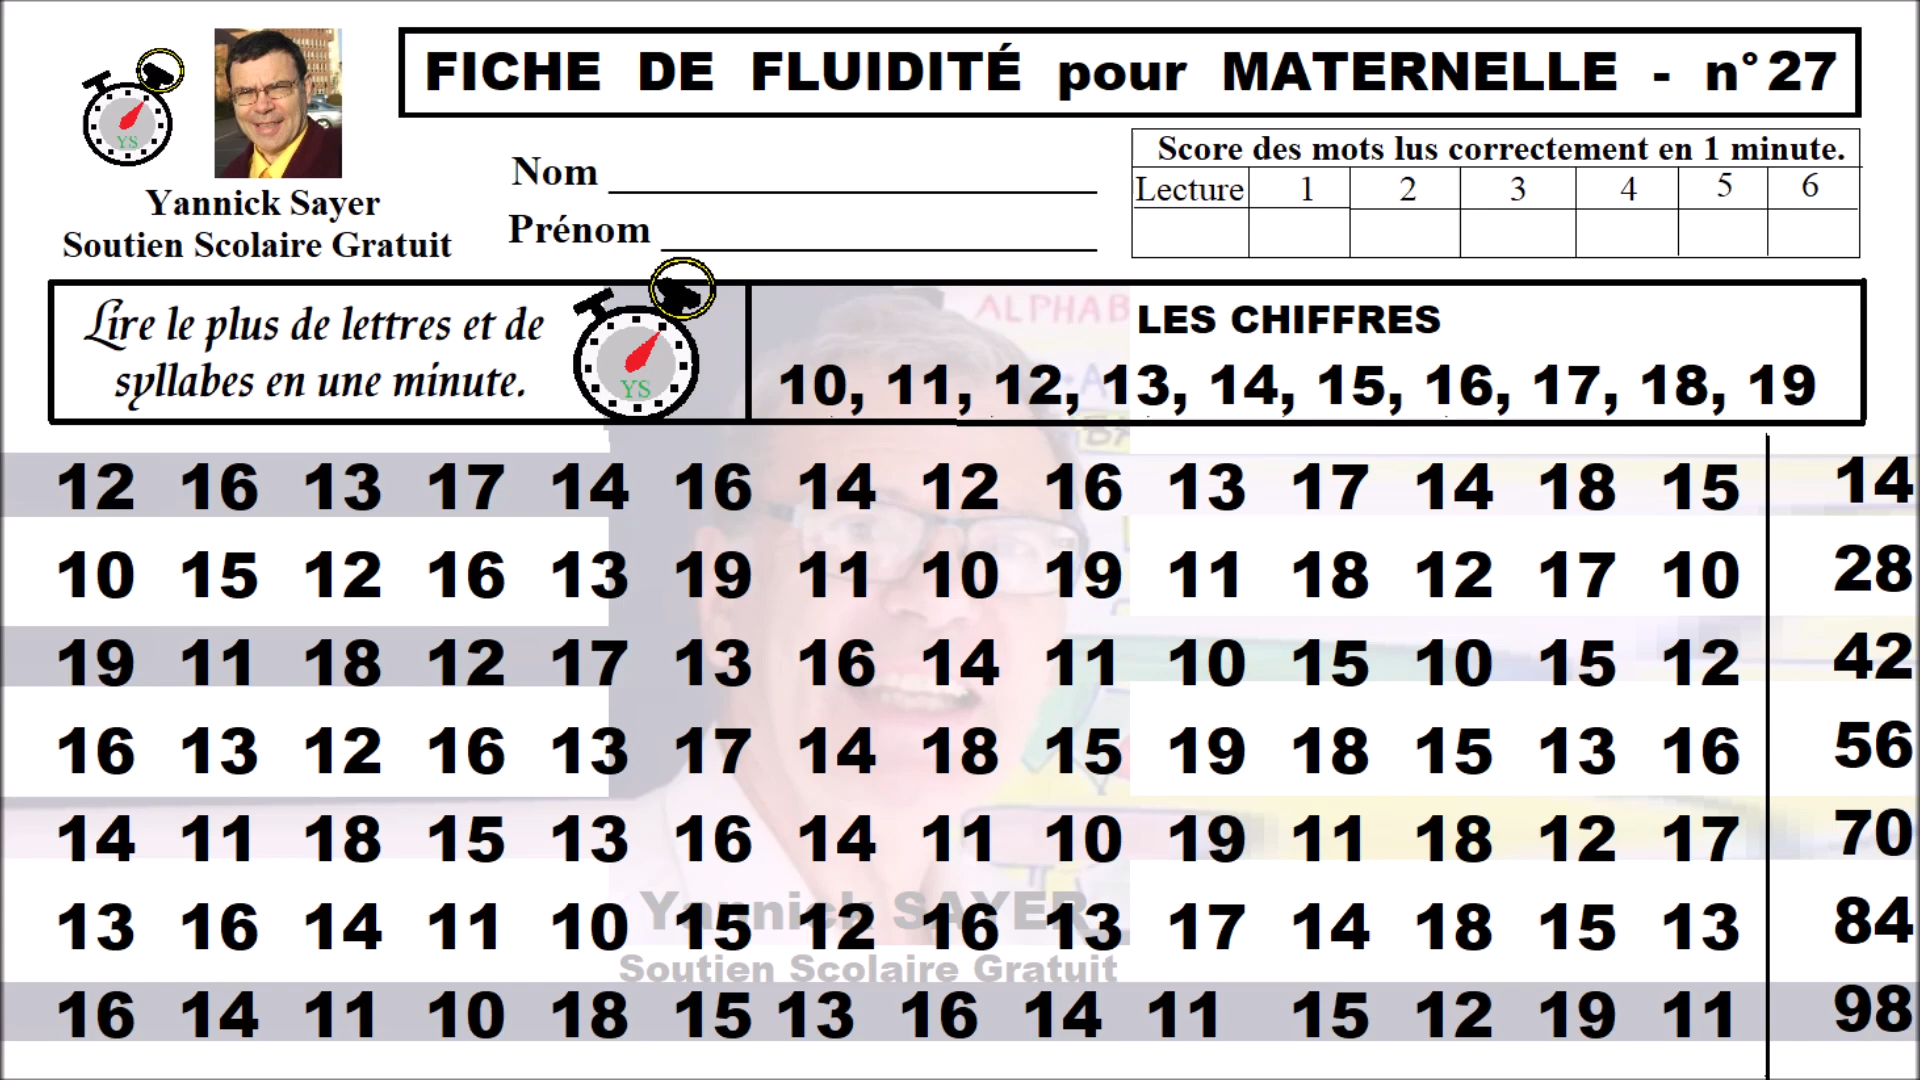 FICHE DE FLUIDITÉ pour MATERNELLE - n°27
YS
Yannick Sayer
Soutien Scolaire Gratuit
Nom
Prénom
Score des mots lus correctement en 1 minute.
Lecture 1 2 3 4 5 6
Lire le plus de lettres et de
syllabes en une minute.
YS
ALPHAB
LES CHIFFRES
10, 11, 12, 13, 14, 15, 16, 17, 18, 19
12 16 13 17 14 16 14 12 16 13 17 14 18 15 14
10 15 12 16 13 19 11 10 19 11 18 12 17 10 28
19 11 18 12 17 13 16 14 11 10 15 10 15 12 42
16 13 12 16 13 17 14 18 15 19 18 15 13 16 56
14 11 18 15 13 16 14 11 10 19 11 18 12 17 70
Yannick SAYER
13 16 14 11 10 15 12 16 13 17 14 18 15 13 84
Soutien Scolaire Gratuit
16 14 11 10 18 15 13 16 14 11 15 12 19 11 98